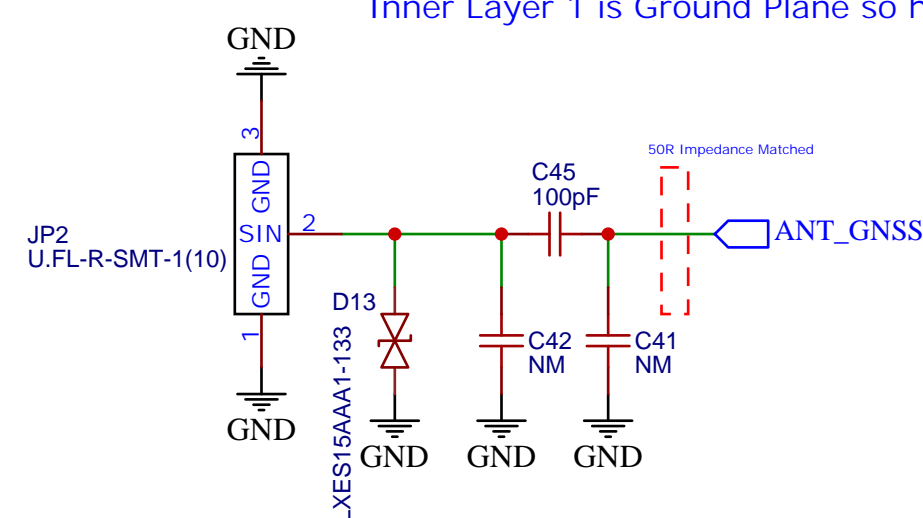 Inner Layer 1 is Ground Plane so
GND
3
GND
50R Impedance Matched
C45
100pF
JP2
U.FL-R-SMT-1(10)
SIN
2
ANT_GNSS
GND
1
D13
LXES15AAA1-133
C42
NM
C41
NM
GND
GND
GND
GND